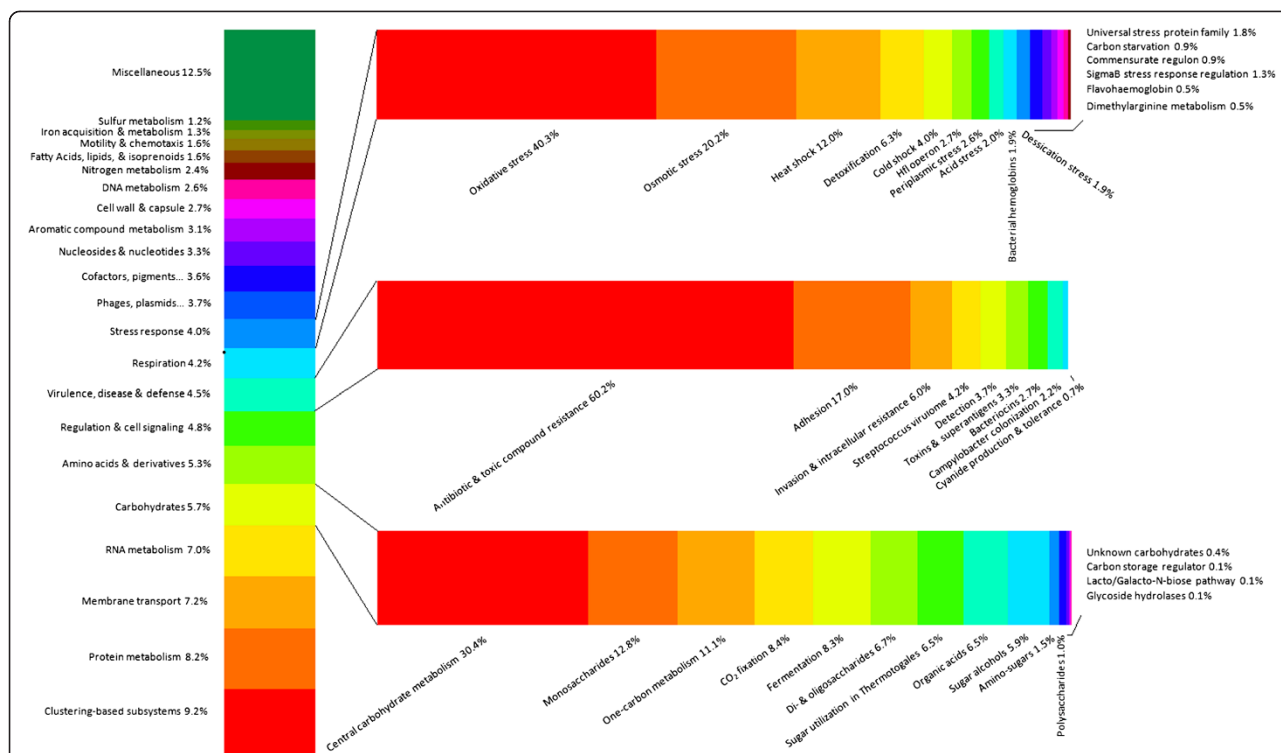 Miscellaneous 12.5%
Sulfur metabolism 1.2%
Iron acquisition & metabolism 1.3%
Motility & chemotaxis 1.6%
Fatty Acids, lipids, & isoprenoids 1.6%
Nitrogen metabolism 2.4%
DNA metabolism 2.6%
Cell wall & capsule 2.7%
Aromatic compound metabolism 3.1%
Nucleosides & nucleotides 3.3%
Cofactors, pigments... 3.6%
Phages, plasmids... 3.7%
Stress response 4.0%
Respiration 4.2%
Virulence, disease & defense 4.5%
Regulation & cell signaling 4.8%
Amino acids & derivatives 5.3%
Carbohydrates 5.7%
RNA metabolism 7.0%
Membrane transport 7.2%
Protein metabolism 8.2%
Clustering-based subsystems 9.2%
Oxidative stress 40.3%
Osmotic stress 20.2%
Heat shock 12.0%
Detoxification 6.3%
Cold shock 4.0%
Hfl operon 2.7%
Periplasmic stress 2.6%
Acid stress 2.0%
Bacterial hemoglobins 1.9%
Dessication stress 1.9%
Universal stress protein family 1.8%
Carbon starvation 0.9%
Commensurate regulon 0.9%
SigmaB stress response regulation 1.3%
Flavohaemoglobin 0.5%
Dimethylarginine metabolism 0.5%
Antibiotic & toxic compound resistance 60.2%
Adhesion 17.0%
Invasion & intracellular resistance 6.0%
Streptococcus viruiome 4.2%
Detection 3.7%
Toxins & superantigens 3.3%
Bacteriocins 2.7%
Campylobacter colonization 2.2%
Cyanide production & tolerance 0.7%
Central carbohydrate metabolism 30.4%
Monosaccharides 12.8%
One-carbon metabolism 11.1%
CO₂ fixation 8.4%
Fermentation 8.3%
Di- & oligosaccharides 6.7%
Sugar utilization in Thermotogales 6.5%
Organic acids 6.5%
Sugar alcohols 5.9%
Amino-sugars 1.5%
Polysaccharides 1.0%
Unknown carbohydrates 0.4%
Carbon storage regulator 0.1%
Lacto/Galacto-N-biose pathway 0.1%
Glycoside hydrolases 0.1%